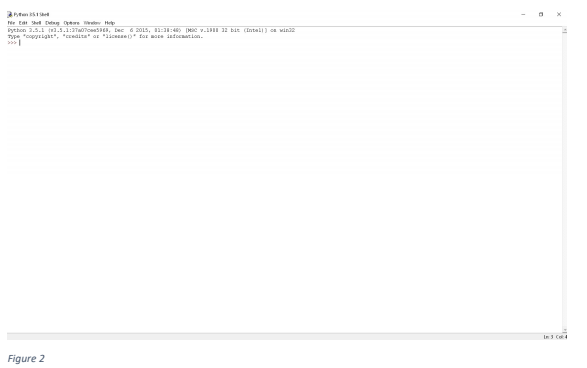 Python 3.5.1 Shell
File Edit Shell Debug Options Window Help
Python 3.5.1 (v3.5.1:37a07cee5969, Dec  6 2015, 01:38:48) [MSC v.1900 32 bit (Intel)] on win32
Type "copyright", "credits" or "license()" for more information.
>>>
Ln: 3 Col: 4
Figure 2